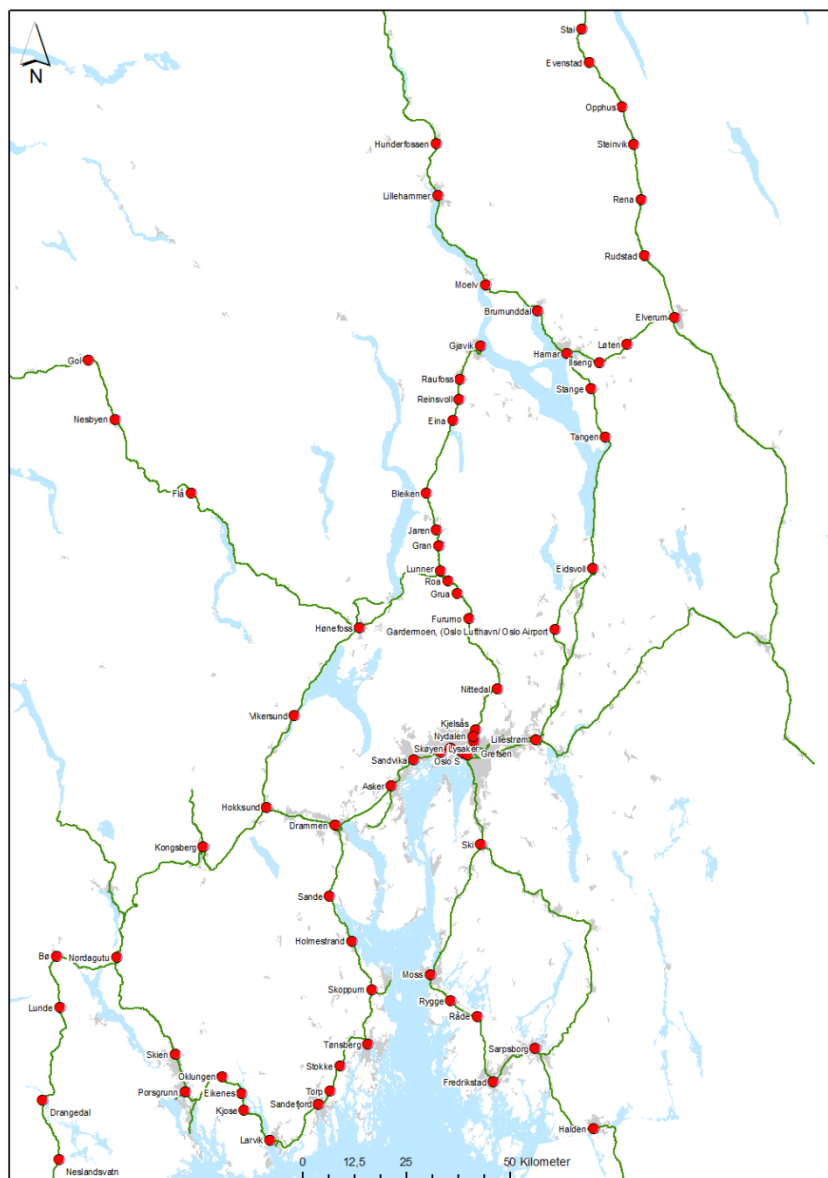 Stai
Evenstad
N
Opphus
Hunderfossen
Steinvik
Lillehammer
Rena
Rudstad
Moelv
Brumunddal
Elverum
Gjøvik
Løten
Hamar
Ilseng
Gol
Raufoss
Stange
Reinsvoll
Nesbyen
Eina
Tangen
Flå
Bleiken
Jaren
Gran
Lunner
Eidsvoll
Roa
Grua
Furumo
Hønefoss
Gardermoen, (Oslo Lufthavn/ Oslo Airport)
Nittedal
Vikersund
Kjelsås
Nydalen
Lillestrøm
Skøyen
Lysaker
Grefsen
Sandvika
Oslo S
Asker
Hokksund
Drammen
Kongsberg
Ski
Sande
Holmestrand
Bø
Nordagutu
Moss
Skoppum
Rygge
Lunde
Råde
Tønsberg
Sarpsborg
Skien
Stokke
Oklungen
Fredrikstad
Porsgrunn
Eikenes
Torp
Sandefjord
Kjose
Drangedal
Halden
Larvik
0 12,5 25 50 Kilometer
Neslandsvatn